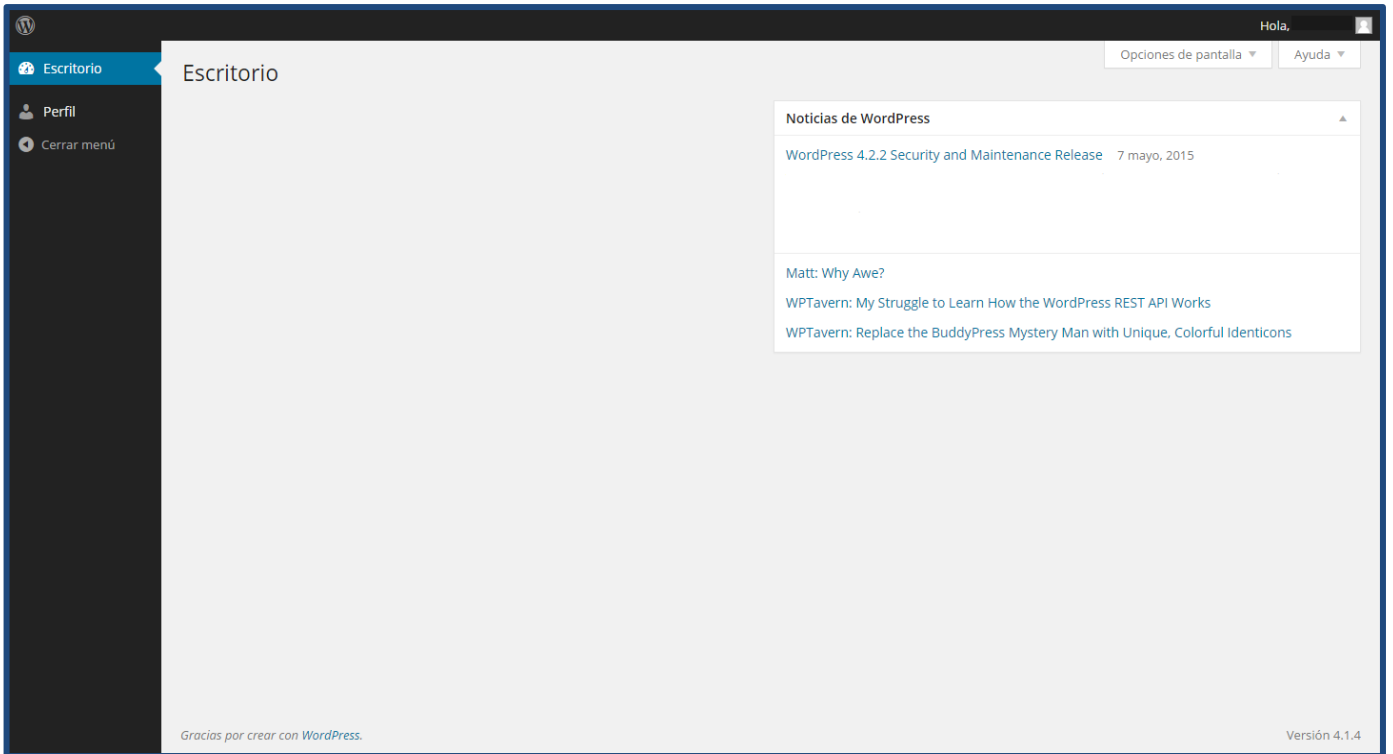 Hola,
Opciones de pantalla
Ayuda
Escritorio
Perfil
Cerrar menú
Escritorio
Noticias de WordPress
WordPress 4.2.2 Security and Maintenance Release 7 mayo, 2015
Matt: Why Awe?
WPTavern: My Struggle to Learn How the WordPress REST API Works
WPTavern: Replace the BuddyPress Mystery Man with Unique, Colorful Identicons
Gracias por crear con WordPress.
Versión 4.1.4